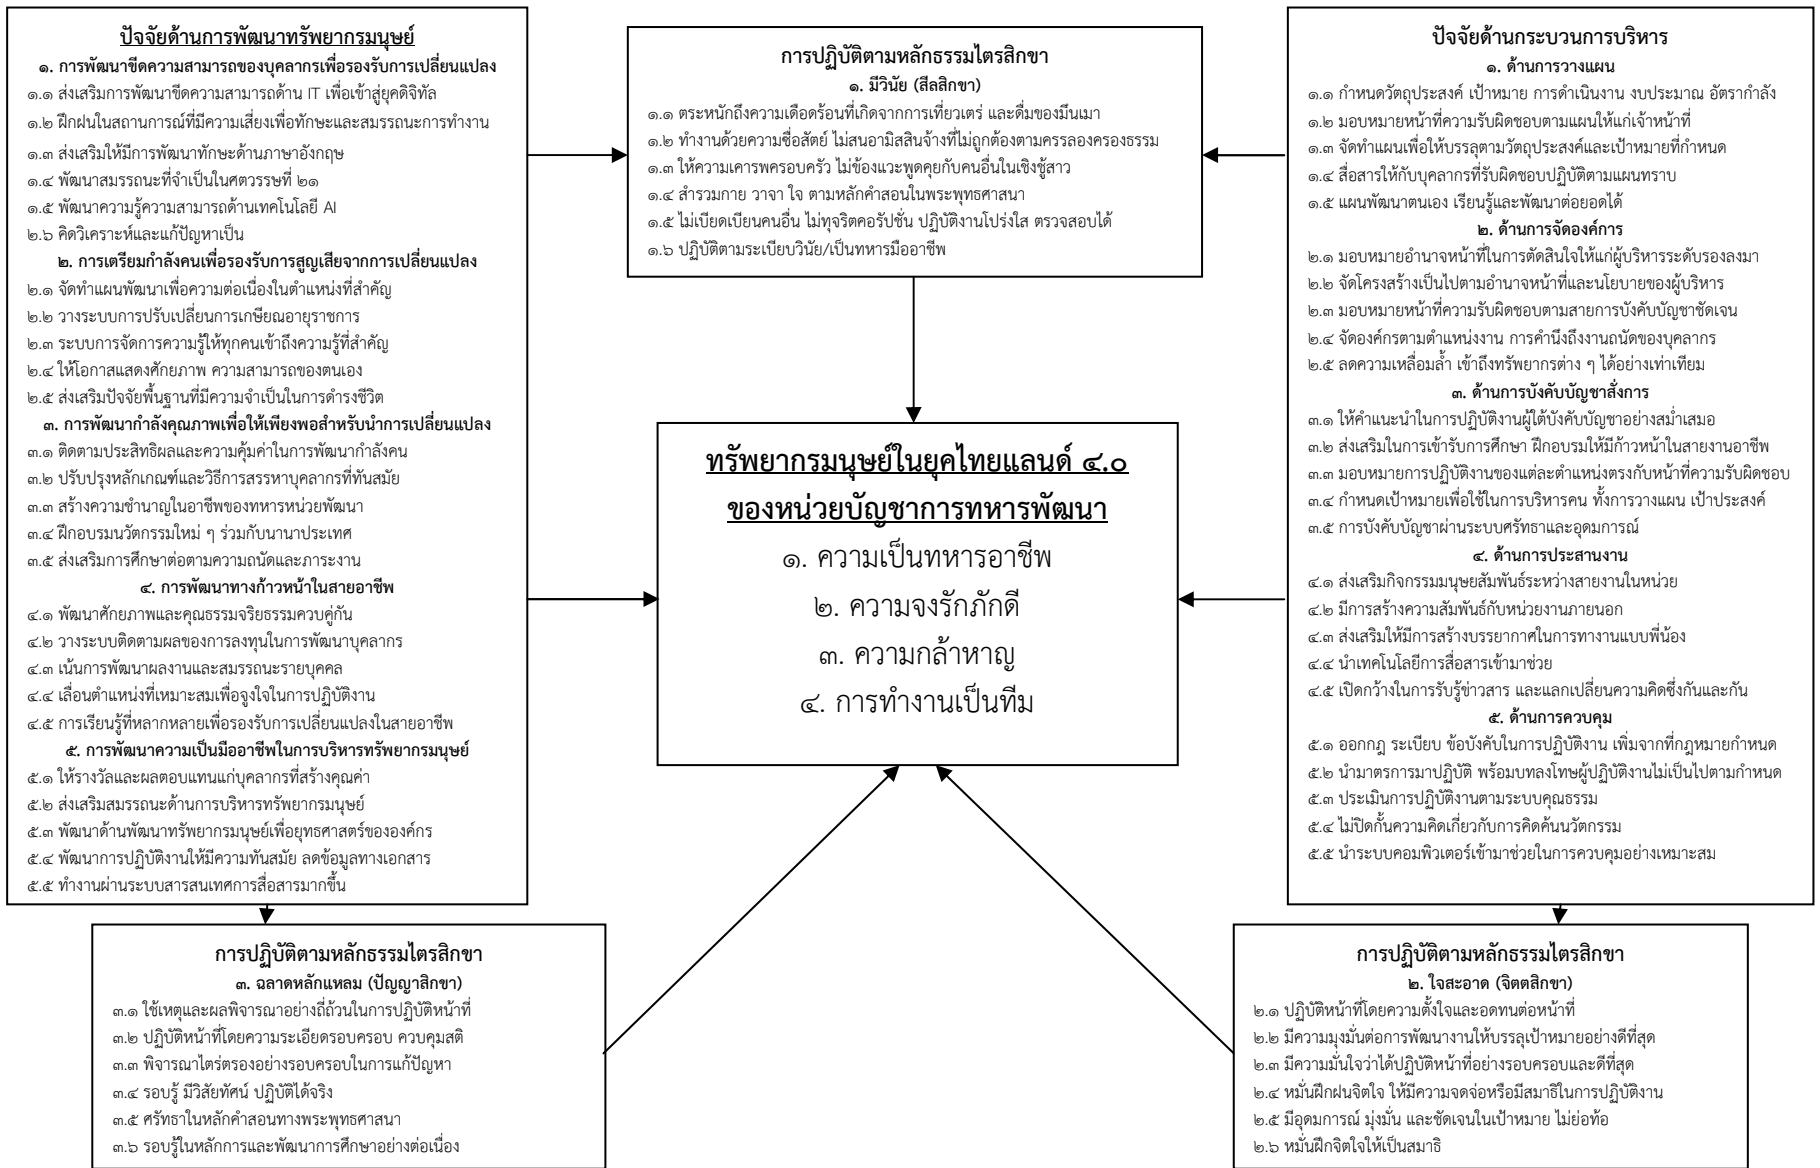 ปัจจัยด้านการพัฒนาทรัพยากรมนุษย์
๑. การพัฒนาขีดความสามารถของบุคลากรเพื่อรองรับการเปลี่ยนแปลง
๑.๑ ส่งเสริมการพัฒนาขีดความสามารถด้าน IT เพื่อเข้าสู่ยุคดิจิทัล
๑.๒ ฝึกฝนในสถานการณ์ที่มีความเสี่ยงเพื่อทักษะและสมรรถนะการทำงาน
๑.๓ ส่งเสริมให้มีการพัฒนาทักษะด้านภาษาอังกฤษ
๑.๔ พัฒนาสมรรถนะที่จำเป็นในศตวรรษที่ ๒๑
๑.๕ พัฒนาความรู้ความสามารถด้านเทคโนโลยี AI
๒.๖ คิดวิเคราะห์และแก้ปัญหาเป็น
๒. การเตรียมกำลังคนเพื่อรองรับการสูญเสียจากการเปลี่ยนแปลง
๒.๑ จัดทำแผนพัฒนาเพื่อความต่อเนื่องในตำแหน่งที่สำคัญ
๒.๒ วางระบบการปรับเปลี่ยนการเกษียณอายุราชการ
๒.๓ ระบบการจัดการความรู้ให้ทุกคนเข้าถึงความรู้ที่สำคัญ
๒.๔ ให้โอกาสแสดงศักยภาพ ความสามารถของตนเอง
๒.๕ ส่งเสริมปัจจัยพื้นฐานที่มีความจำเป็นในการดำรงชีวิต
๓. การพัฒนากำลังคุณภาพเพื่อให้เพียงพอสำหรับนำการเปลี่ยนแปลง
๓.๑ ติดตามประสิทธิผลและความคุ้มค่าในการพัฒนากำลังคน
๓.๒ ปรับปรุงหลักเกณฑ์และวิธีการสรรหาบุคลากรที่ทันสมัย
๓.๓ สร้างความชำนาญในอาชีพของทหารหน่วยพัฒนา
๓.๔ ฝึกอบรมนวัตกรรมใหม่ ๆ ร่วมกับนานาประเทศ
๓.๕ ส่งเสริมการศึกษาต่อตามความถนัดและภาระงาน
๔. การพัฒนาทางก้าวหน้าในสายอาชีพ
๔.๑ พัฒนาศักยภาพและคุณธรรมจริยธรรมควบคู่กัน
๔.๒ วางระบบติดตามผลของการลงทุนในการพัฒนาบุคลากร
๔.๓ เน้นการพัฒนาผลงานและสมรรถนะรายบุคคล
๔.๔ เลื่อนตำแหน่งที่เหมาะสมเพื่อจูงใจในการปฏิบัติงาน
๔.๕ การเรียนรู้ที่หลากหลายเพื่อรองรับการเปลี่ยนแปลงในสายอาชีพ
๕. การพัฒนาความเป็นมืออาชีพในการบริหารทรัพยากรมนุษย์
๕.๑ ให้รางวัลและผลตอบแทนแก่บุคลากรที่สร้างคุณค่า
๕.๒ ส่งเสริมสมรรถนะด้านการบริหารทรัพยากรมนุษย์
๕.๓ พัฒนาด้านพัฒนาทรัพยากรมนุษย์เพื่อยุทธศาสตร์ขององค์กร
๕.๔ พัฒนาการปฏิบัติงานให้มีความทันสมัย ลดข้อมูลทางเอกสาร
๕.๕ ทำงานผ่านระบบสารสนเทศการสื่อสารมากขึ้น
การปฏิบัติตามหลักธรรมไตรสิกขา
๑. มีวินัย (สีลสิกขา)
๑.๑ ตระหนักถึงความเดือดร้อนที่เกิดจากการเที่ยวเตร่ และดื่มของมึนเมา
๑.๒ ทำงานด้วยความซื่อสัตย์ ไม่สนอามิสสินจ้างที่ไม่ถูกต้องตามครรลองครองธรรม
๑.๓ ให้ความเคารพครอบครัว ไม่ข้องแวะพูดคุยกับคนอื่นในเชิงชู้สาว
๑.๔ สำรวมกาย วาจา ใจ ตามหลักคำสอนในพระพุทธศาสนา
๑.๕ ไม่เบียดเบียนคนอื่น ไม่ทุจริตคอรัปชั่น ปฏิบัติงานโปร่งใส ตรวจสอบได้
๑.๖ ปฏิบัติตามระเบียบวินัย/เป็นทหารมืออาชีพ
ทรัพยากรมนุษย์ในยุคไทยแลนด์ ๔.๐
ของหน่วยบัญชาการทหารพัฒนา
๑. ความเป็นทหารอาชีพ
๒. ความจงรักภักดี
๓. ความกล้าหาญ
๔. การทำงานเป็นทีม
ปัจจัยด้านกระบวนการบริหาร
๑. ด้านการวางแผน
๑.๑ กำหนดวัตถุประสงค์ เป้าหมาย การดำเนินงาน งบประมาณ อัตรากำลัง
๑.๒ มอบหมายหน้าที่ความรับผิดชอบตามแผนให้แก่เจ้าหน้าที่
๑.๓ จัดทำแผนเพื่อให้บรรลุตามวัตถุประสงค์และเป้าหมายที่กำหนด
๑.๔ สื่อสารให้กับบุคลากรที่รับผิดชอบปฏิบัติตามแผนทราบ
๑.๕ แผนพัฒนาตนเอง เรียนรู้และพัฒนาต่อยอดได้
๒. ด้านการจัดองค์การ
๒.๑ มอบหมายอำนาจหน้าที่ในการตัดสินใจให้แก่ผู้บริหารระดับรองลงมา
๒.๒ จัดโครงสร้างเป็นไปตามอำนาจหน้าที่และนโยบายของผู้บริหาร
๒.๓ มอบหมายหน้าที่ความรับผิดชอบตามสายการบังคับบัญชาชัดเจน
๒.๔ จัดองค์กรตามตำแหน่งงาน การคำนึงถึงงานถนัดของบุคลากร
๒.๕ ลดความเหลื่อมล้ำ เข้าถึงทรัพยากรต่าง ๆ ได้อย่างเท่าเทียม
๓. ด้านการบังคับบัญชาสั่งการ
๓.๑ ให้คำแนะนำในการปฏิบัติงานผู้ใต้บังคับบัญชาอย่างสม่ำเสมอ
๓.๒ ส่งเสริมในการเข้ารับการศึกษา ฝึกอบรมให้มีก้าวหน้าในสายงานอาชีพ
๓.๓ มอบหมายการปฏิบัติงานของแต่ละตำแหน่งตรงกับหน้าที่ความรับผิดชอบ
๓.๔ กำหนดเป้าหมายเพื่อใช้ในการบริหารคน ทั้งการวางแผน เป้าประสงค์
๓.๕ การบังคับบัญชาผ่านระบบศรัทธาและอุดมการณ์
๔. ด้านการประสานงาน
๔.๑ ส่งเสริมกิจกรรมมนุษยสัมพันธ์ระหว่างสายงานในหน่วย
๔.๒ มีการสร้างความสัมพันธ์กับหน่วยงานภายนอก
๔.๓ ส่งเสริมให้มีการสร้างบรรยากาศในการทางานแบบพี่น้อง
๔.๔ นำเทคโนโลยีการสื่อสารเข้ามาช่วย
๔.๕ เปิดกว้างในการรับรู้ข่าวสาร และแลกเปลี่ยนความคิดซึ่งกันและกัน
๕. ด้านการควบคุม
๕.๑ ออกกฎ ระเบียบ ข้อบังคับในการปฏิบัติงาน เพิ่มจากที่กฎหมายกำหนด
๕.๒ นำมาตรการมาปฏิบัติ พร้อมบทลงโทษผู้ปฏิบัติงานไม่เป็นไปตามกำหนด
๕.๓ ประเมินการปฏิบัติงานตามระบบคุณธรรม
๕.๔ ไม่ปิดกั้นความคิดเกี่ยวกับการคิดค้นนวัตกรรม
๕.๕ นำระบบคอมพิวเตอร์เข้ามาช่วยในการควบคุมอย่างเหมาะสม
การปฏิบัติตามหลักธรรมไตรสิกขา
๓. ฉลาดหลักแหลม (ปัญญาสิกขา)
๓.๑ ใช้เหตุและผลพิจารณาอย่างถี่ถ้วนในการปฏิบัติหน้าที่
๓.๒ ปฏิบัติหน้าที่โดยความระเอียดรอบครอบ ควบคุมสติ
๓.๓ พิจารณาไตร่ตรองอย่างรอบครอบในการแก้ปัญหา
๓.๔ รอบรู้ มีวิสัยทัศน์ ปฏิบัติได้จริง
๓.๕ ศรัทธาในหลักคำสอนทางพระพุทธศาสนา
๓.๖ รอบรู้ในหลักการและพัฒนาการศึกษาอย่างต่อเนื่อง
การปฏิบัติตามหลักธรรมไตรสิกขา
๒. ใจสะอาด (จิตตสิกขา)
๒.๑ ปฏิบัติหน้าที่โดยความตั้งใจและอดทนต่อหน้าที่
๒.๒ มีความมุงมั่นต่อการพัฒนางานให้บรรลุเป้าหมายอย่างดีที่สุด
๒.๓ มีความมั่นใจว่าได้ปฏิบัติหน้าที่อย่างรอบครอบและดีที่สุด
๒.๔ หมั่นฝึกฝนจิตใจ ให้มีความจดจ่อหรือมีสมาธิในการปฏิบัติงาน
๒.๕ มีอุดมการณ์ มุ่งมั่น และชัดเจนในเป้าหมาย ไม่ย่อท้อ
๒.๖ หมั่นฝึกจิตใจให้เป็นสมาธิ